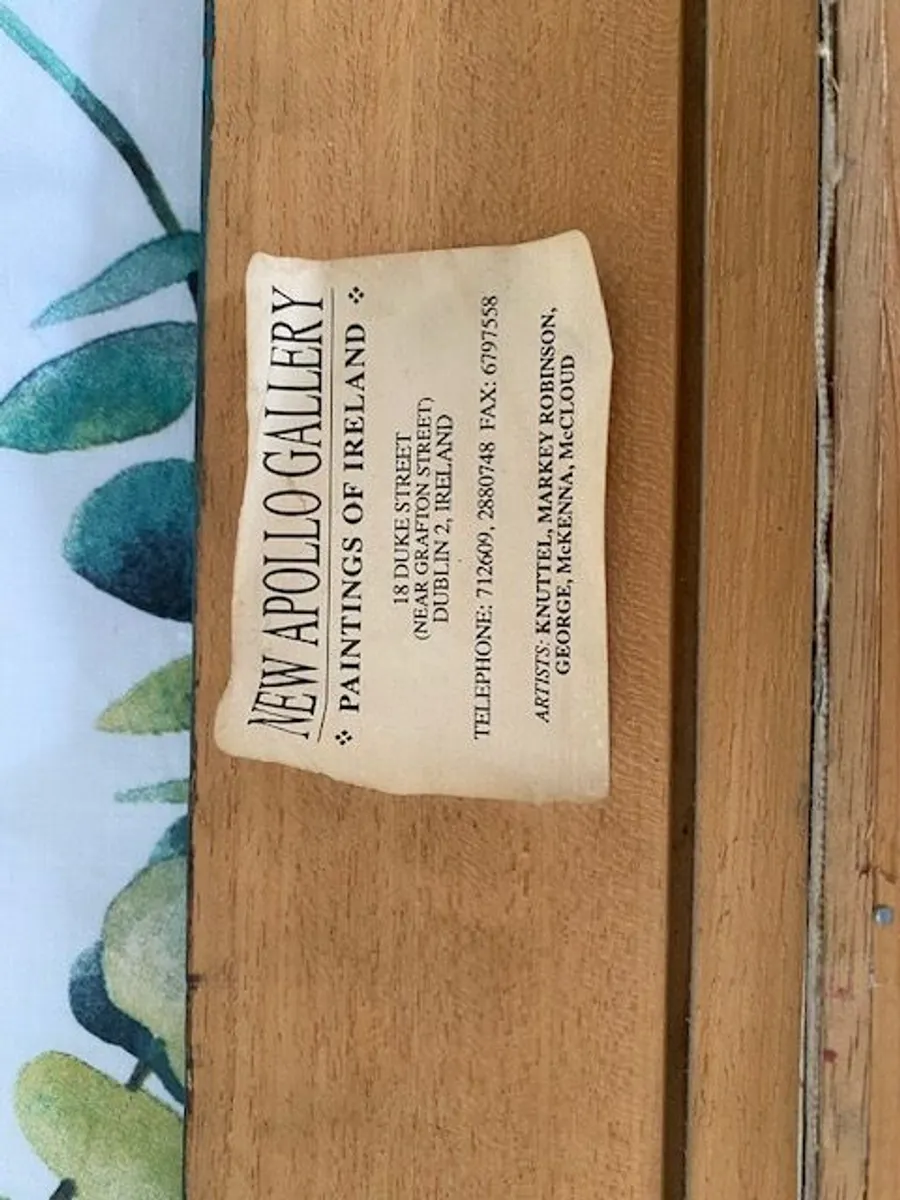 NEW APOLLO GALLERY
❖ PAINTINGS OF IRELAND ❖
18 DUKE STREET
(NEAR GRAFTON STREET)
DUBLIN 2, IRELAND
TELEPHONE: 712609, 2880748 FAX: 6797558
ARTISTS: KNUTTEL, MARKEY ROBINSON,
GEORGE, McKENNA, McCLOUD